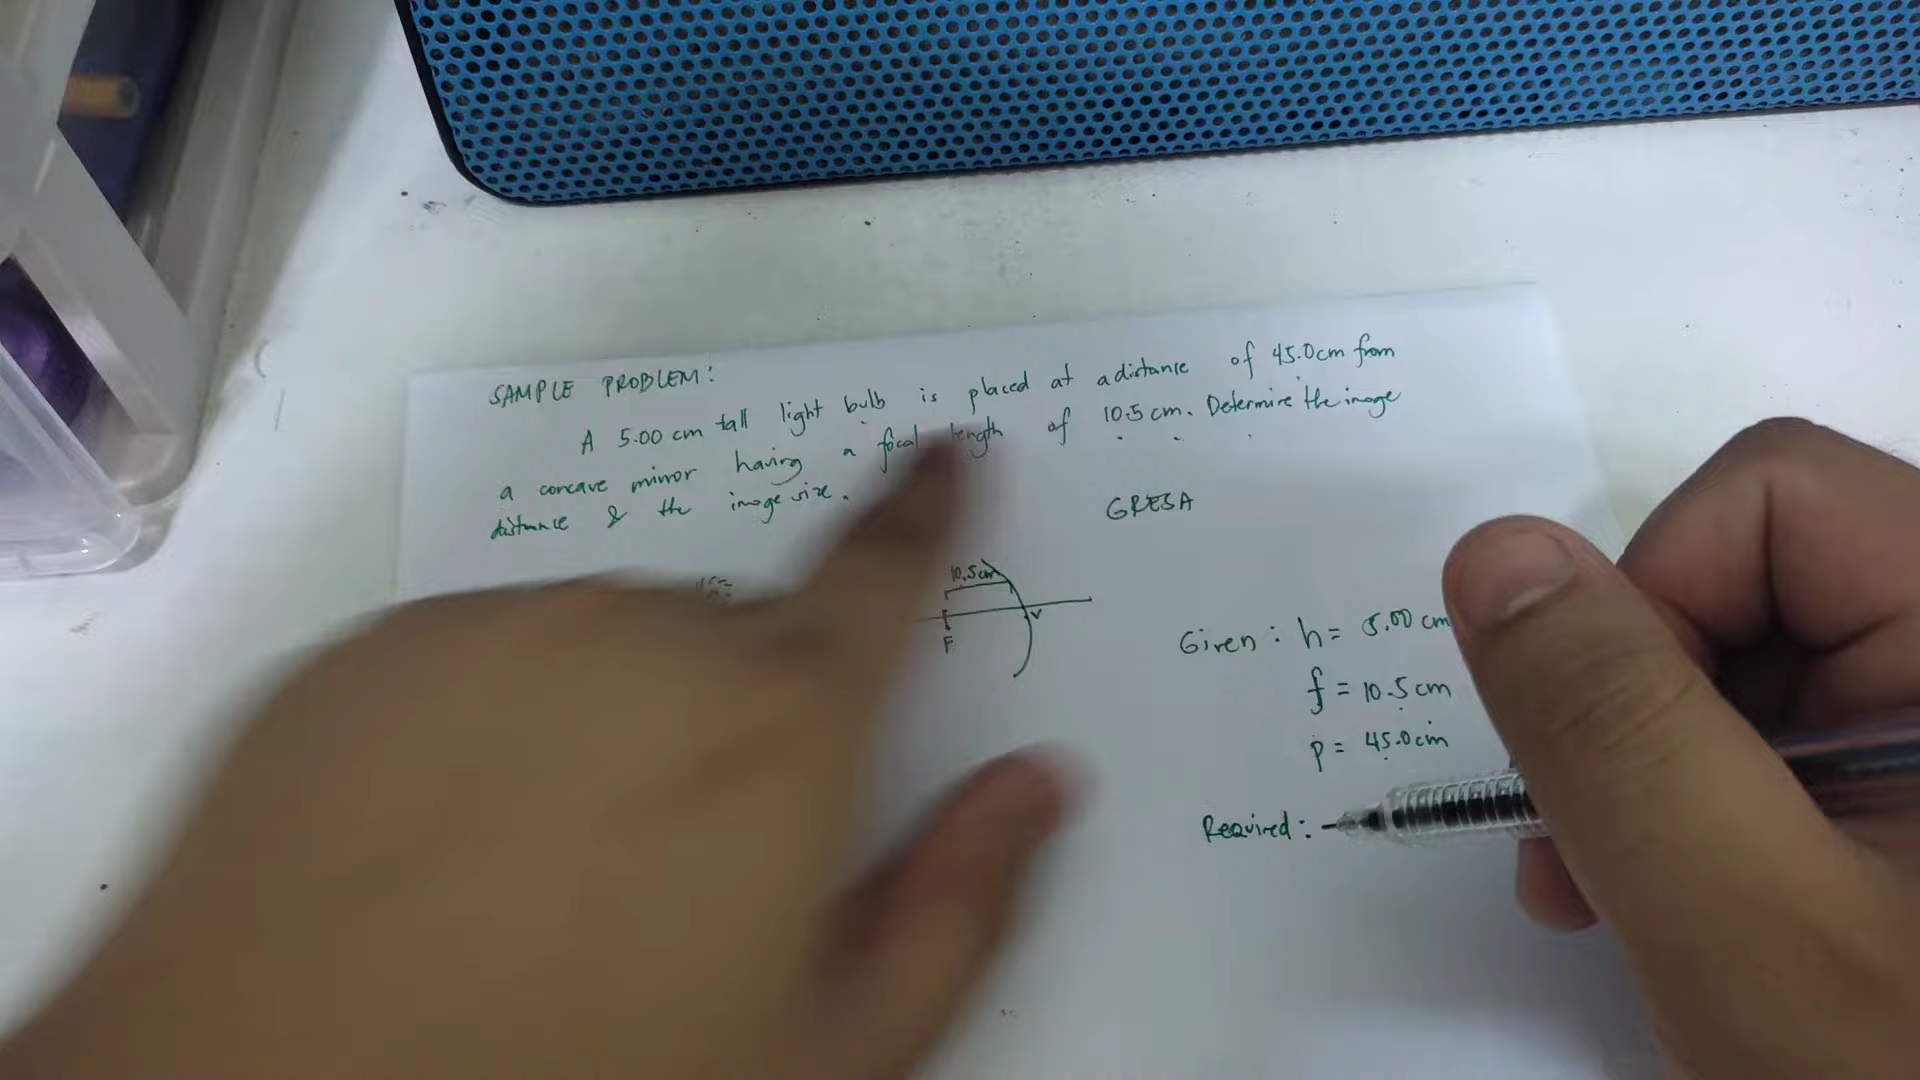 SAMPLE PROBLEM:
A 5.00 cm tall light bulb is placed at a distance of 45.0cm from
a concave mirror having a focal length of 10.5 cm. Determine the image
distance & the image size.
GRESA
10.5cm
F
V
Given: h = 5.00 cm
f = 10.5 cm
p = 45.0cm
Required: